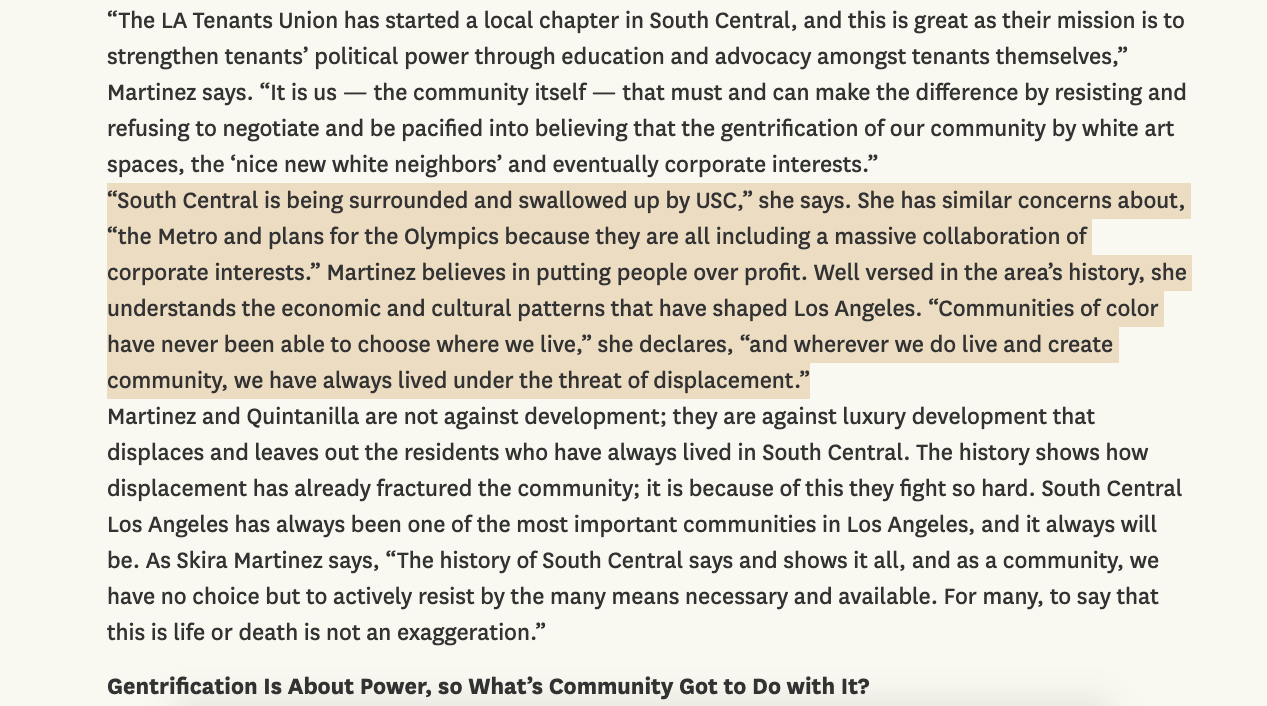 “The LA Tenants Union has started a local chapter in South Central, and this is great as their mission is to
strengthen tenants’ political power through education and advocacy amongst tenants themselves,”
Martinez says. “It is us — the community itself — that must and can make the difference by resisting and
refusing to negotiate and be pacified into believing that the gentrification of our community by white art
spaces, the ‘nice new white neighbors’ and eventually corporate interests.”
“South Central is being surrounded and swallowed up by USC,” she says. She has similar concerns about,
“the Metro and plans for the Olympics because they are all including a massive collaboration of
corporate interests.” Martinez believes in putting people over profit. Well versed in the area’s history, she
understands the economic and cultural patterns that have shaped Los Angeles. “Communities of color
have never been able to choose where we live,” she declares, “and wherever we do live and create
community, we have always lived under the threat of displacement.”
Martinez and Quintanilla are not against development; they are against luxury development that
displaces and leaves out the residents who have always lived in South Central. The history shows how
displacement has already fractured the community; it is because of this they fight so hard. South Central
Los Angeles has always been one of the most important communities in Los Angeles, and it always will
be. As Skira Martinez says, “The history of South Central says and shows it all, and as a community, we
have no choice but to actively resist by the many means necessary and available. For many, to say that
this is life or death is not an exaggeration.”
Gentrification Is About Power, so What’s Community Got to Do with It?